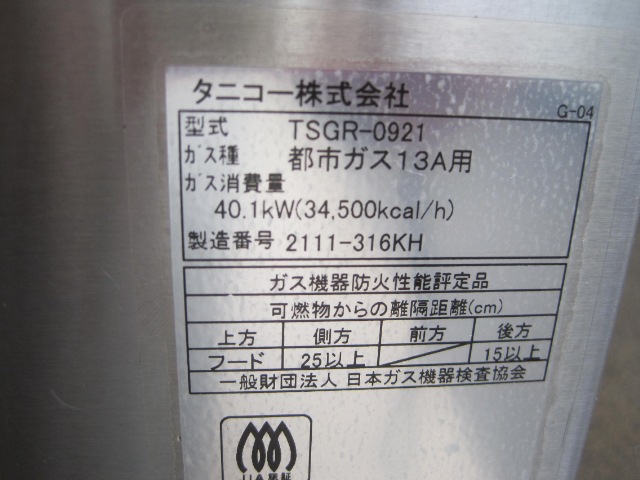 タニコー株式会社
G-04
型式 TSGR-0921
ガス種 都市ガス13A用
ガス消費量
40.1kW(34,500kcal/h)
製造番号 2111-316KH
ガス機器防火性能評定品
可燃物からの離隔距離(cm)
上方 側方 前方 後方
フード 25以上 15以上
一般財団法人 日本ガス機器検査協会
JIA認証